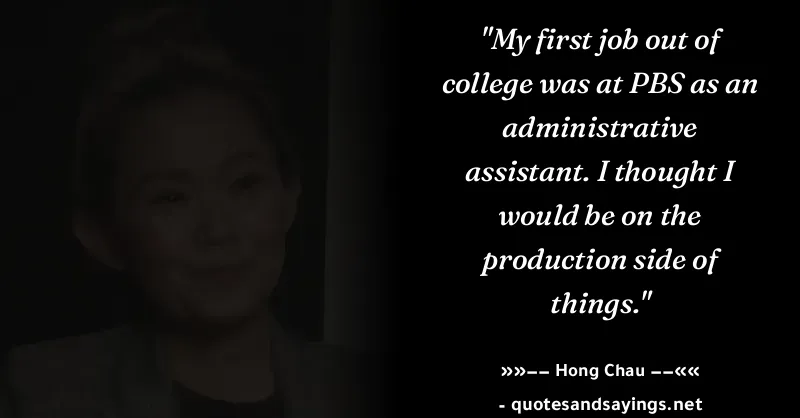 "My first job out of
college was at PBS as an
administrative
assistant. I thought I
would be on the
production side of
things."
»»−− Hong Chau −−««
- quotesandsayings.net